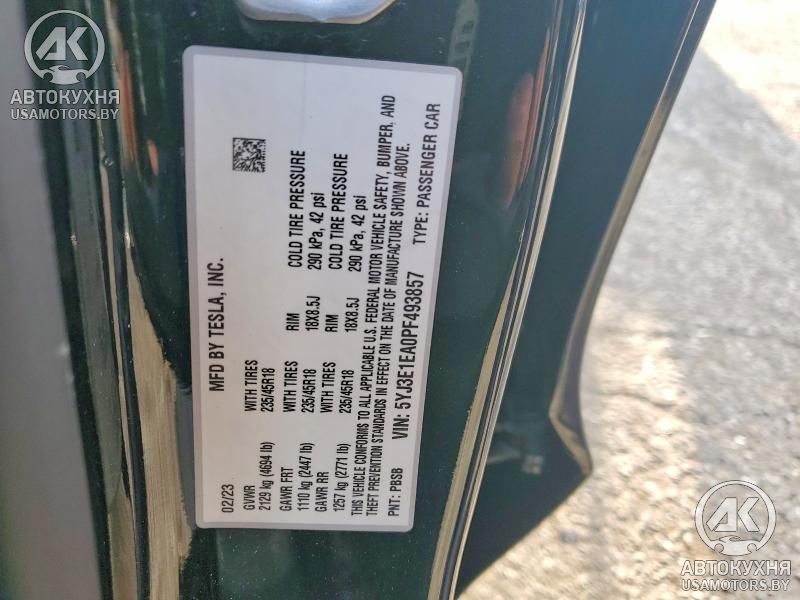 MFD BY TESLA, INC.
02/23
GVWR WITH TIRES RIM COLD TIRE PRESSURE
2129 kg (4694 lb) 235/45R18 18X8.5J 290 kPa, 42 psi
GAWR FRT WITH TIRES RIM COLD TIRE PRESSURE
1110 kg (2447 lb) 235/45R18 18X8.5J 290 kPa, 42 psi
GAWR RR WITH TIRES
1257 kg (2771 lb) 235/45R18
THIS VEHICLE CONFORMS TO ALL APPLICABLE U.S. FEDERAL MOTOR VEHICLE SAFETY, BUMPER, AND
THEFT PREVENTION STANDARDS IN EFFECT ON THE DATE OF MANUFACTURE SHOWN ABOVE.
VIN: 5YJ3E1EA0PF493857 TYPE: PASSENGER CAR
PNT: PBSB
АК
АВТОКУХНЯ
USAMOTORS.BY
АК
АВТОКУХНЯ
USAMOTORS.BY